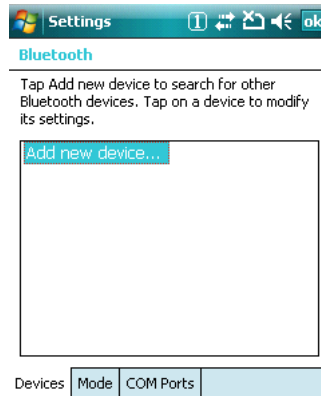 Settings 1 ok
Bluetooth
Tap Add new device to search for other
Bluetooth devices. Tap on a device to modify
its settings.
Add new device...
Devices Mode COM Ports